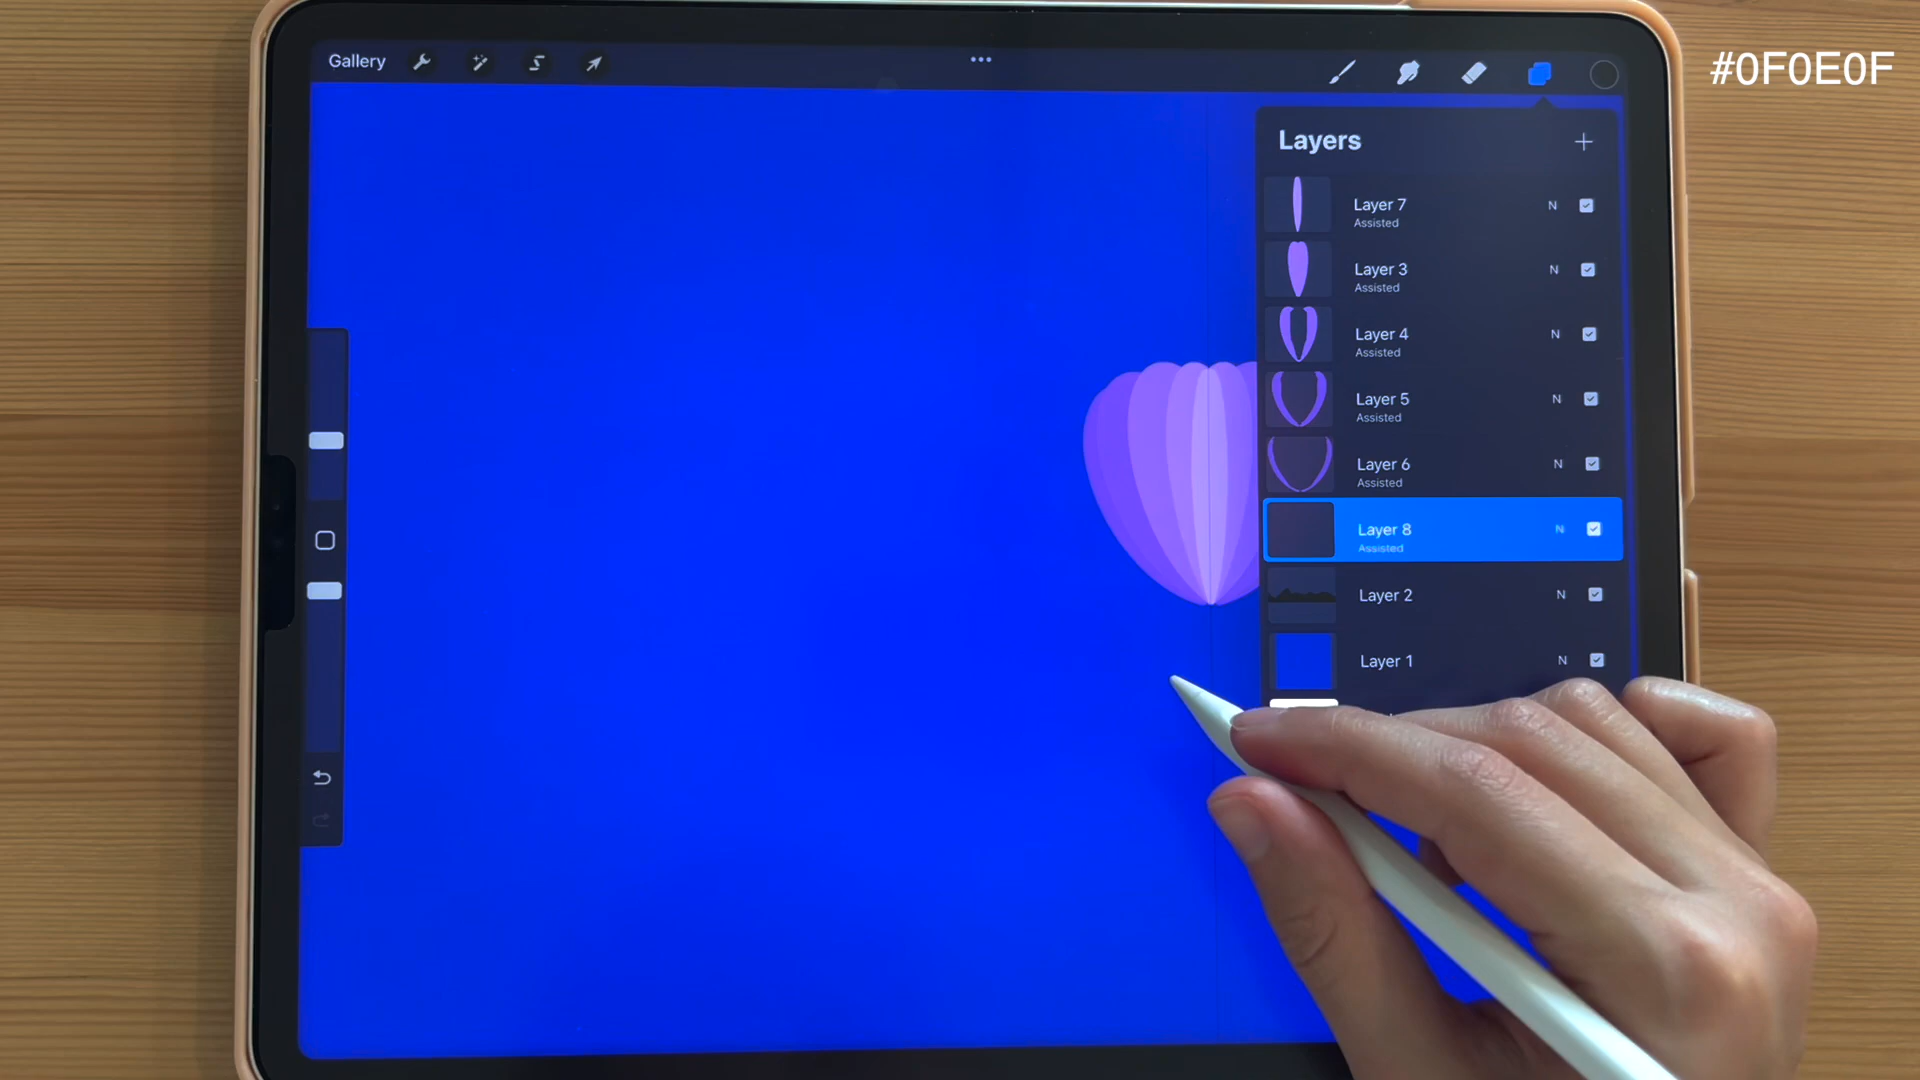 Gallery
#0F0E0F
Layers
Layer 7
N
Assisted
Layer 3
N
Assisted
Layer 4
N
Assisted
Layer 5
N
Assisted
Layer 6
N
Assisted
Layer 8
N
Assisted
Layer 2
N
Layer 1
N